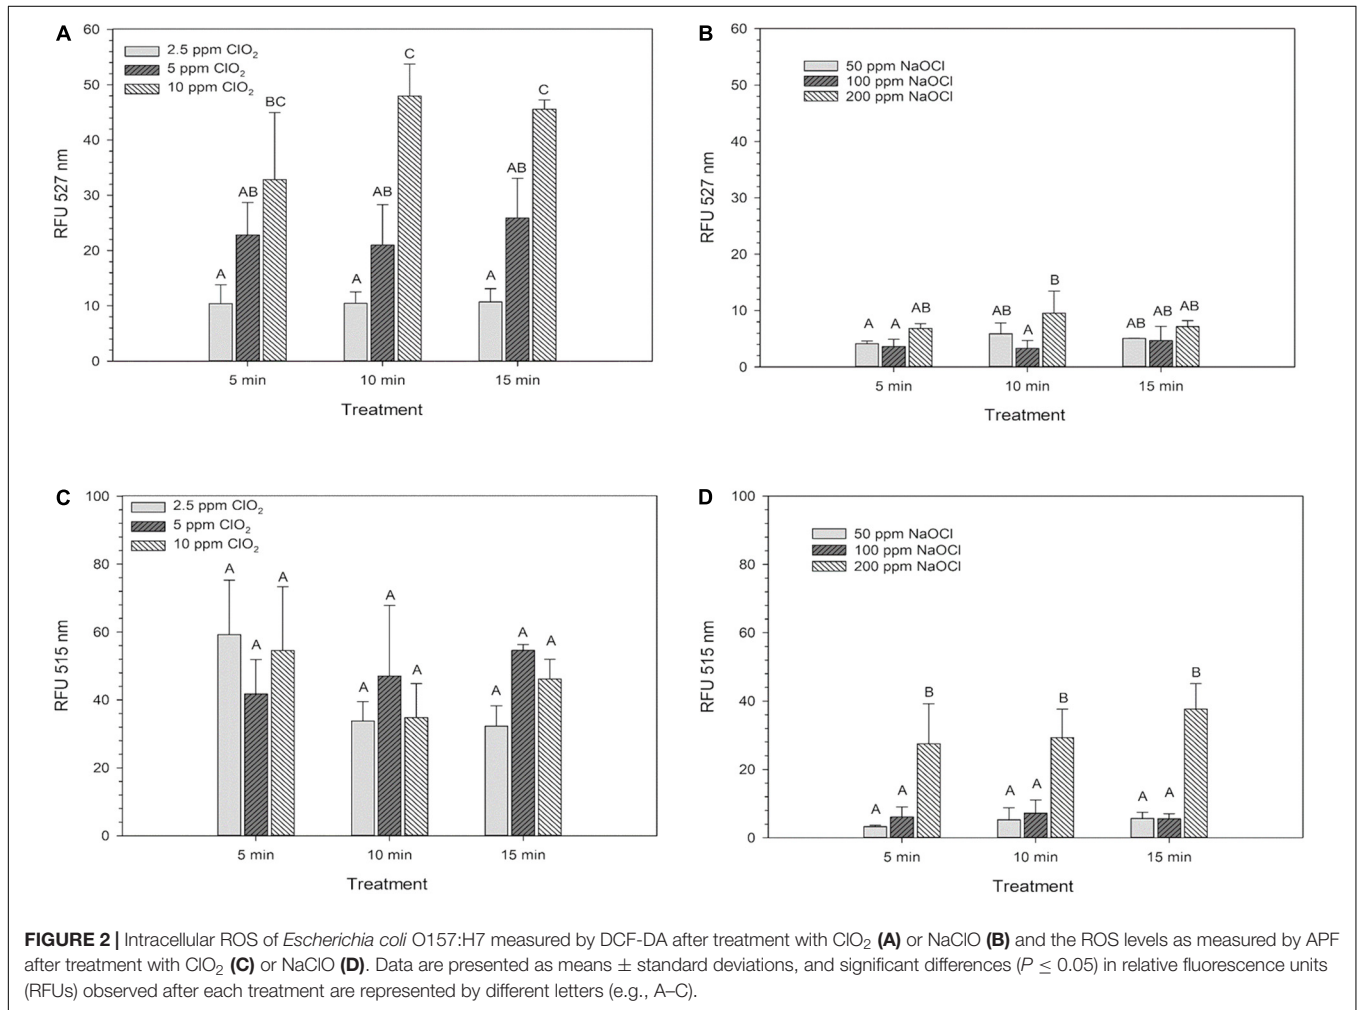 A
2.5 ppm ClO₂
5 ppm ClO₂
10 ppm ClO₂
RFU 527 nm
60
50
40
30
20
10
0
A
AB
BC
A
AB
C
A
AB
C
5 min
10 min
15 min
Treatment
B
50 ppm NaOCl
100 ppm NaOCl
200 ppm NaOCl
RFU 527 nm
60
50
40
30
20
10
0
A
A
AB
AB
A
B
AB
AB
AB
5 min
10 min
15 min
Treatment
C
2.5 ppm ClO₂
5 ppm ClO₂
10 ppm ClO₂
RFU 515 nm
100
80
60
40
20
0
A
A
A
A
A
A
A
A
A
5 min
10 min
15 min
Treatment
D
50 ppm NaOCl
100 ppm NaOCl
200 ppm NaOCl
RFU 515 nm
100
80
60
40
20
0
A
A
B
A
A
B
A
A
B
5 min
10 min
15 min
Treatment
FIGURE 2 | Intracellular ROS of Escherichia coli O157:H7 measured by DCF-DA after treatment with ClO₂ (A) or NaClO (B) and the ROS levels as measured by APF
after treatment with ClO₂ (C) or NaClO (D). Data are presented as means ± standard deviations, and significant differences (P ≤ 0.05) in relative fluorescence units
(RFUs) observed after each treatment are represented by different letters (e.g., A–C).